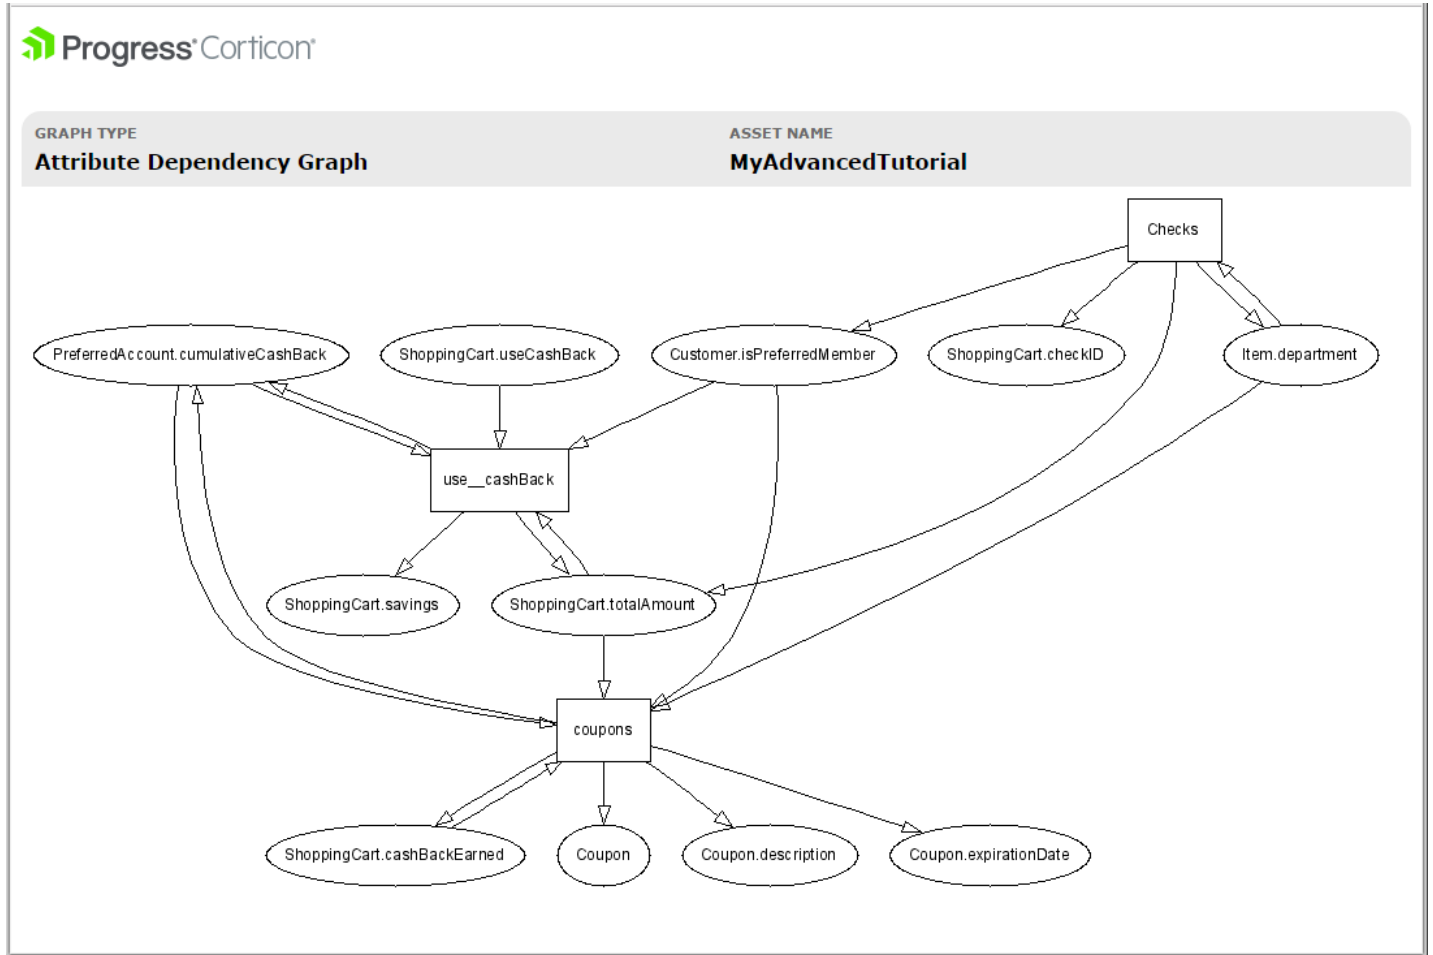 Progress® Corticon®
GRAPH TYPE
ASSET NAME
Attribute Dependency Graph
MyAdvancedTutorial
Checks
PreferredAccount.cumulativeCashBack
ShoppingCart.useCashBack
Customer.isPreferredMember
ShoppingCart.checkID
Item.department
use__cashBack
ShoppingCart.savings
ShoppingCart.totalAmount
coupons
ShoppingCart.cashBackEarned
Coupon
Coupon.description
Coupon.expirationDate